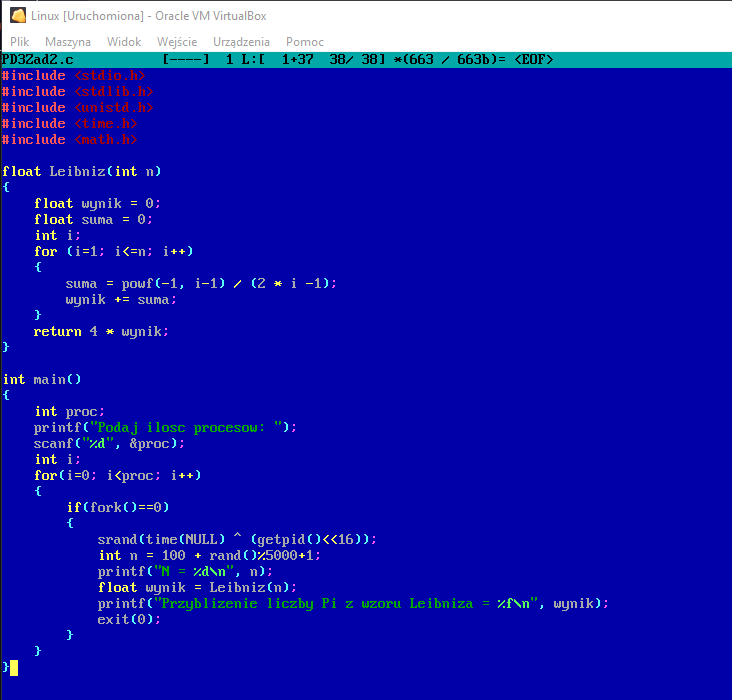 Linux [Uruchomiona] - Oracle VM VirtualBox
Plik Maszyna Widok Wejście Urządzenia Pomoc
PD3Zad2.c [----] 1 L:[ 1+37 38/ 38] *(663 / 663b)= <EOF>
#include <stdio.h>
#include <stdlib.h>
#include <unistd.h>
#include <time.h>
#include <math.h>

float Leibniz(int n)
{
    float wynik = 0;
    float suma = 0;
    int i;
    for (i=1; i<=n; i++)
    {
        suma = powf(-1, i-1) / (2 * i -1);
        wynik += suma;
    }
    return 4 * wynik;
}

int main()
{
    int proc;
    printf("Podaj ilosc procesow: ");
    scanf("%d", &proc);
    int i;
    for(i=0; i<proc; i++)
    {
        if(fork()==0)
        {
            srand(time(NULL) ^ (getpid()<<16));
            int n = 100 + rand()%5000+1;
            printf("N = %d\n", n);
            float wynik = Leibniz(n);
            printf("Przyblizenie liczby Pi z wzoru Leibniza = %f\n", wynik);
            exit(0);
        }
    }
}